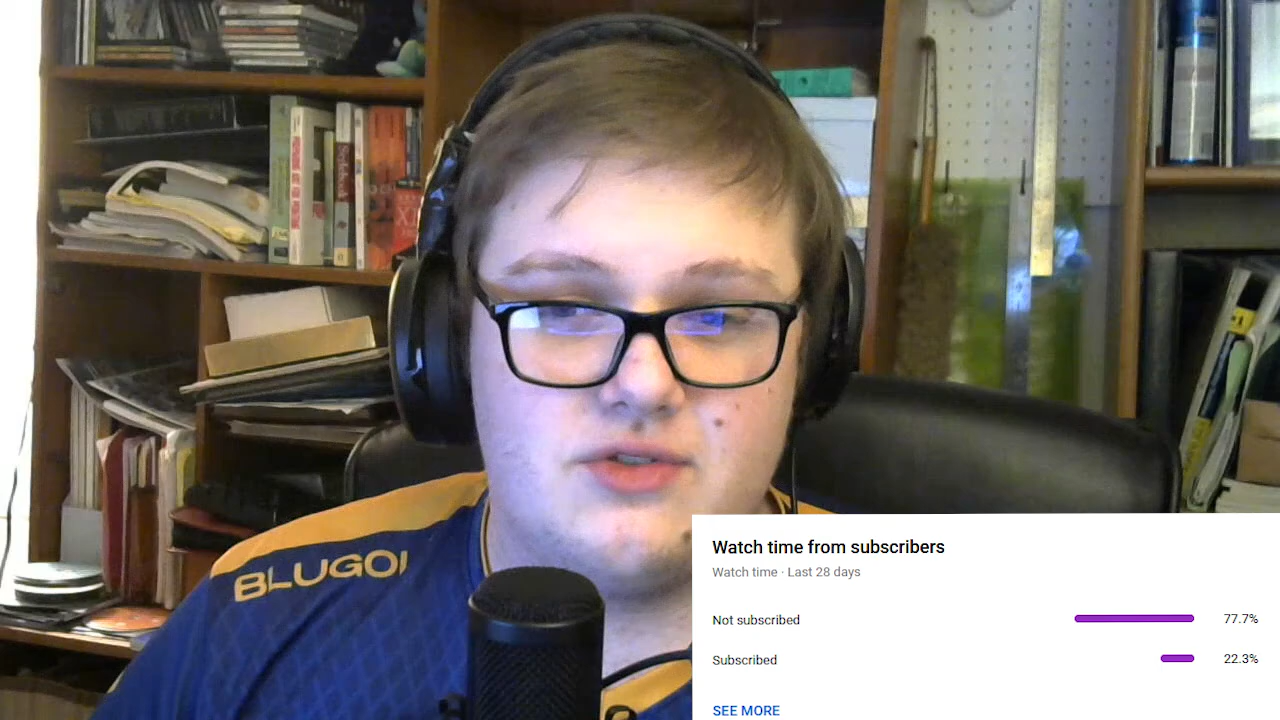 BLUGOI
Watch time from subscribers
Watch time · Last 28 days
Not subscribed 77.7%
Subscribed 22.3%
SEE MORE